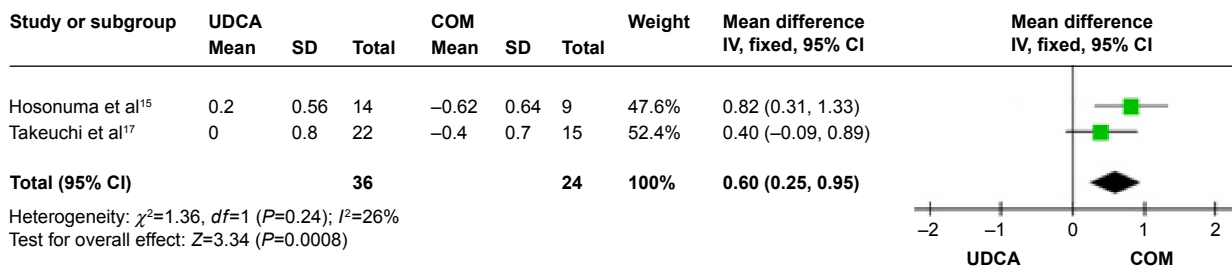 Study or subgroup UDCA COM Weight Mean difference Mean difference
Mean SD Total Mean SD Total IV, fixed, 95% CI IV, fixed, 95% CI
Hosonuma et al¹⁵ 0.2 0.56 14 –0.62 0.64 9 47.6% 0.82 (0.31, 1.33)
Takeuchi et al¹⁷ 0 0.8 22 –0.4 0.7 15 52.4% 0.40 (–0.09, 0.89)
Total (95% CI) 36 24 100% 0.60 (0.25, 0.95)
Heterogeneity: χ²=1.36, df=1 (P=0.24); I²=26%
Test for overall effect: Z=3.34 (P=0.0008)
–2 –1 0 1 2
UDCA COM